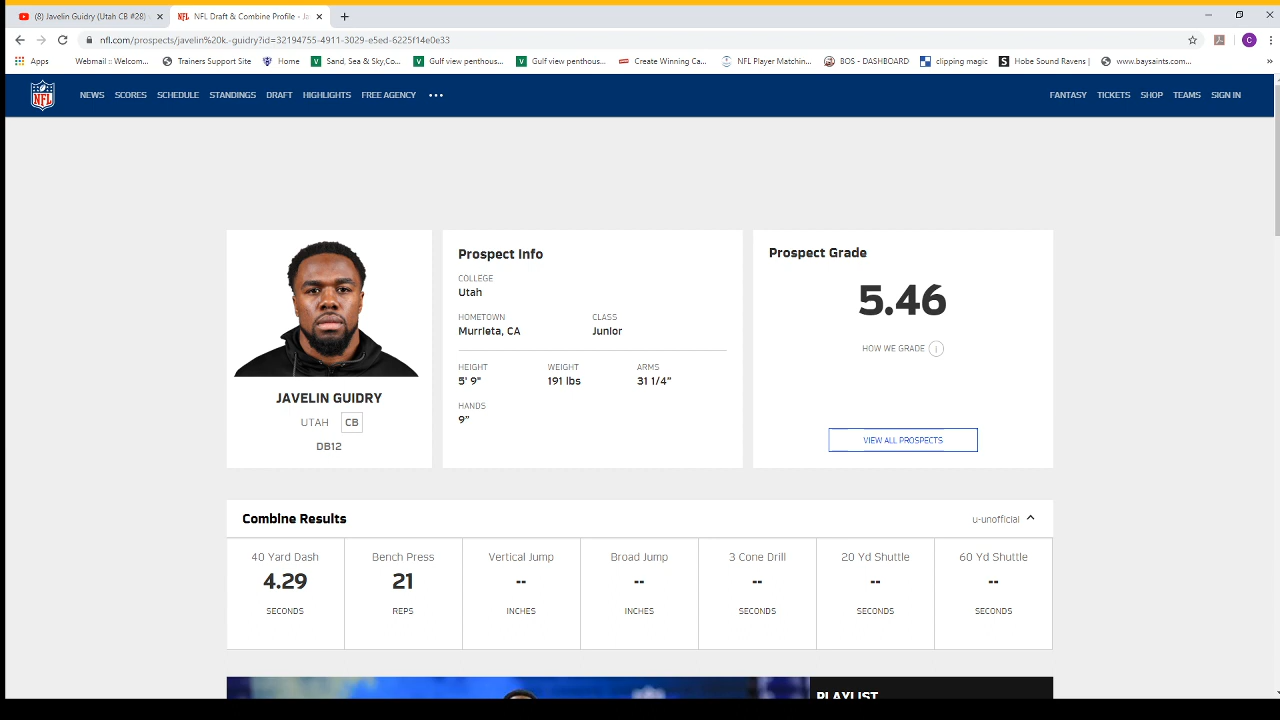 (8) Javelin Guidry (Utah CB #28)
NFL Draft & Combine Profile - Ja
nfl.com/prospects/javelin%20k.-guidry?id=32194755-4911-3029-e5ed-6225f14e0e33
C
Apps
Webmail :: Welcom...
Trainers Support Site
Home
Sand, Sea & Sky,Co...
Gulf view penthous...
Gulf view penthous...
Create Winning Ca...
NFL Player Matchin...
BOS - DASHBOARD
clipping magic
Hobe Sound Ravens |
www.baysaints.com...
NFL
NEWS SCORES SCHEDULE STANDINGS DRAFT HIGHLIGHTS FREE AGENCY
FANTASY TICKETS SHOP TEAMS SIGN IN
JAVELIN GUIDRY
UTAH CB
DB12
Prospect Info
COLLEGE
Utah
HOMETOWN CLASS
Murrieta, CA Junior
HEIGHT WEIGHT ARMS
5' 9" 191 lbs 31 1/4"
HANDS
9"
Prospect Grade
5.46
HOW WE GRADE i
VIEW ALL PROSPECTS
Combine Results
u-unofficial
40 Yard Dash Bench Press Vertical Jump Broad Jump 3 Cone Drill 20 Yd Shuttle 60 Yd Shuttle
4.29 21 -- -- -- -- --
SECONDS REPS INCHES INCHES SECONDS SECONDS SECONDS
PLAYLIST